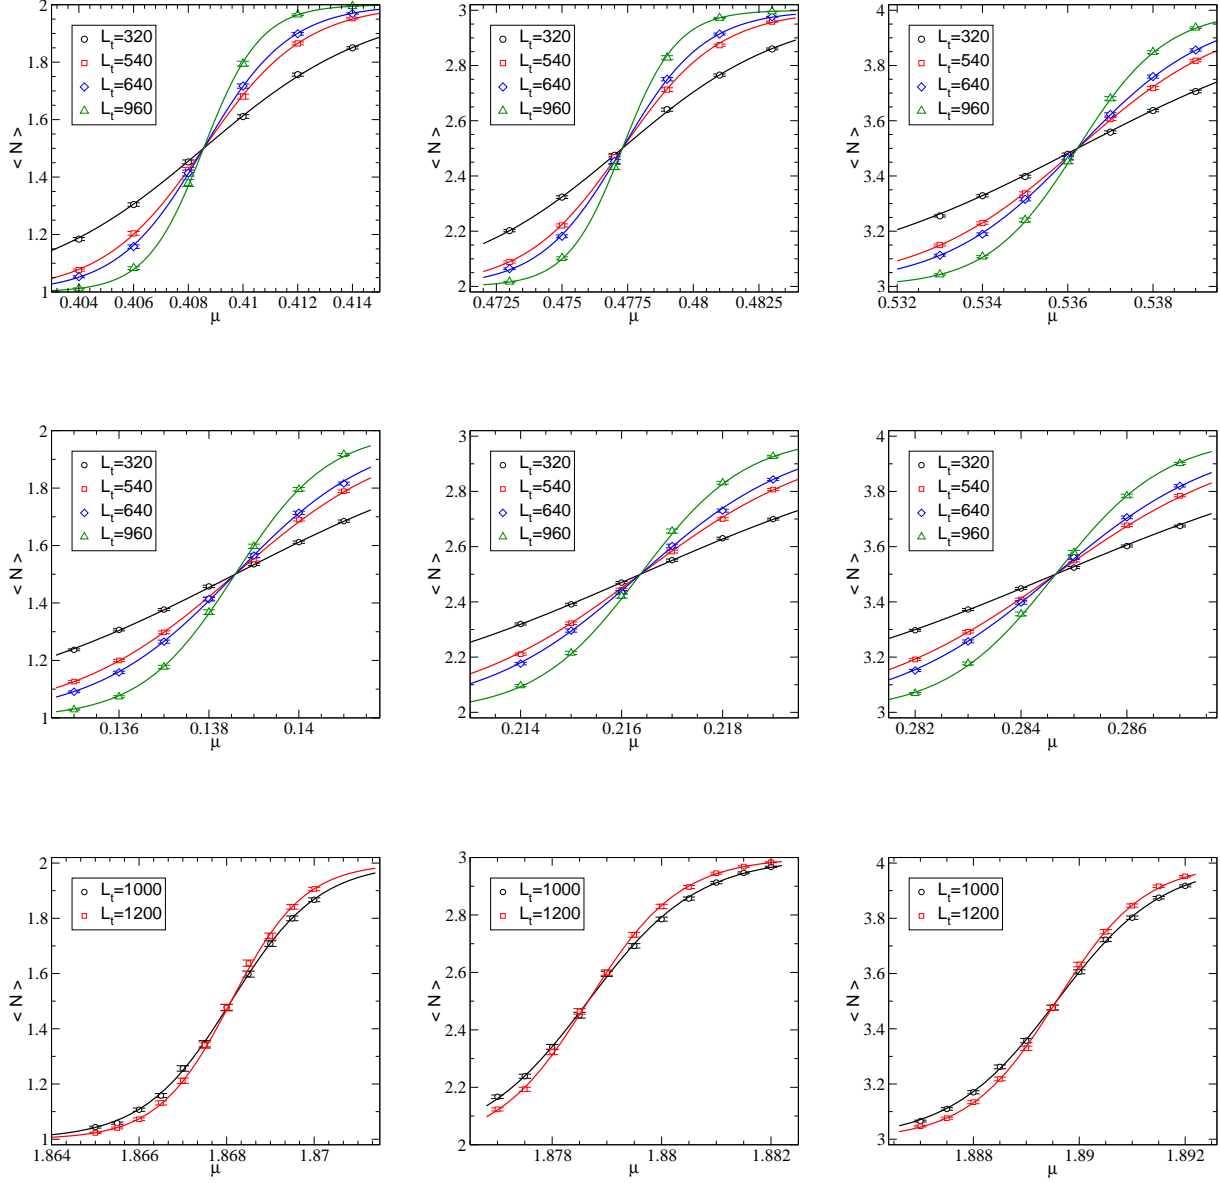 2
1.8
1.6
1.4
1.2
1
< N >
L_t=320
L_t=540
L_t=640
L_t=960
0.404 0.406 0.408 0.41 0.412 0.414
μ
3
2.8
2.6
2.4
2.2
2
< N >
L_t=320
L_t=540
L_t=640
L_t=960
0.4725 0.475 0.4775 0.48 0.4825
μ
4
3.8
3.6
3.4
3.2
3
< N >
L_t=320
L_t=540
L_t=640
L_t=960
0.532 0.534 0.536 0.538
μ
2
1.8
1.6
1.4
1.2
1
< N >
L_t=320
L_t=540
L_t=640
L_t=960
0.136 0.138 0.14
μ
3
2.8
2.6
2.4
2.2
2
< N >
L_t=320
L_t=540
L_t=640
L_t=960
0.214 0.216 0.218
μ
4
3.8
3.6
3.4
3.2
3
< N >
L_t=320
L_t=540
L_t=640
L_t=960
0.282 0.284 0.286
μ
2
1.8
1.6
1.4
1.2
1
< N >
L_t=1000
L_t=1200
1.864 1.866 1.868 1.87
μ
3
2.8
2.6
2.4
2.2
2
< N >
L_t=1000
L_t=1200
1.878 1.88 1.882
μ
4
3.8
3.6
3.4
3.2
3
< N >
L_t=1000
L_t=1200
1.888 1.89 1.892
μ